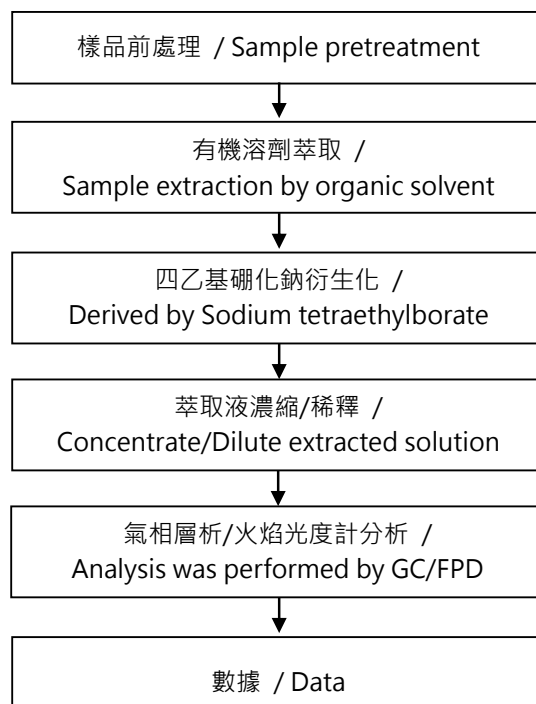 樣品前處理 / Sample pretreatment
有機溶劑萃取 /
Sample extraction by organic solvent
四乙基硼化鈉衍生化 /
Derived by Sodium tetraethylborate
萃取液濃縮/稀釋 /
Concentrate/Dilute extracted solution
氣相層析/火焰光度計分析 /
Analysis was performed by GC/FPD
數據 / Data